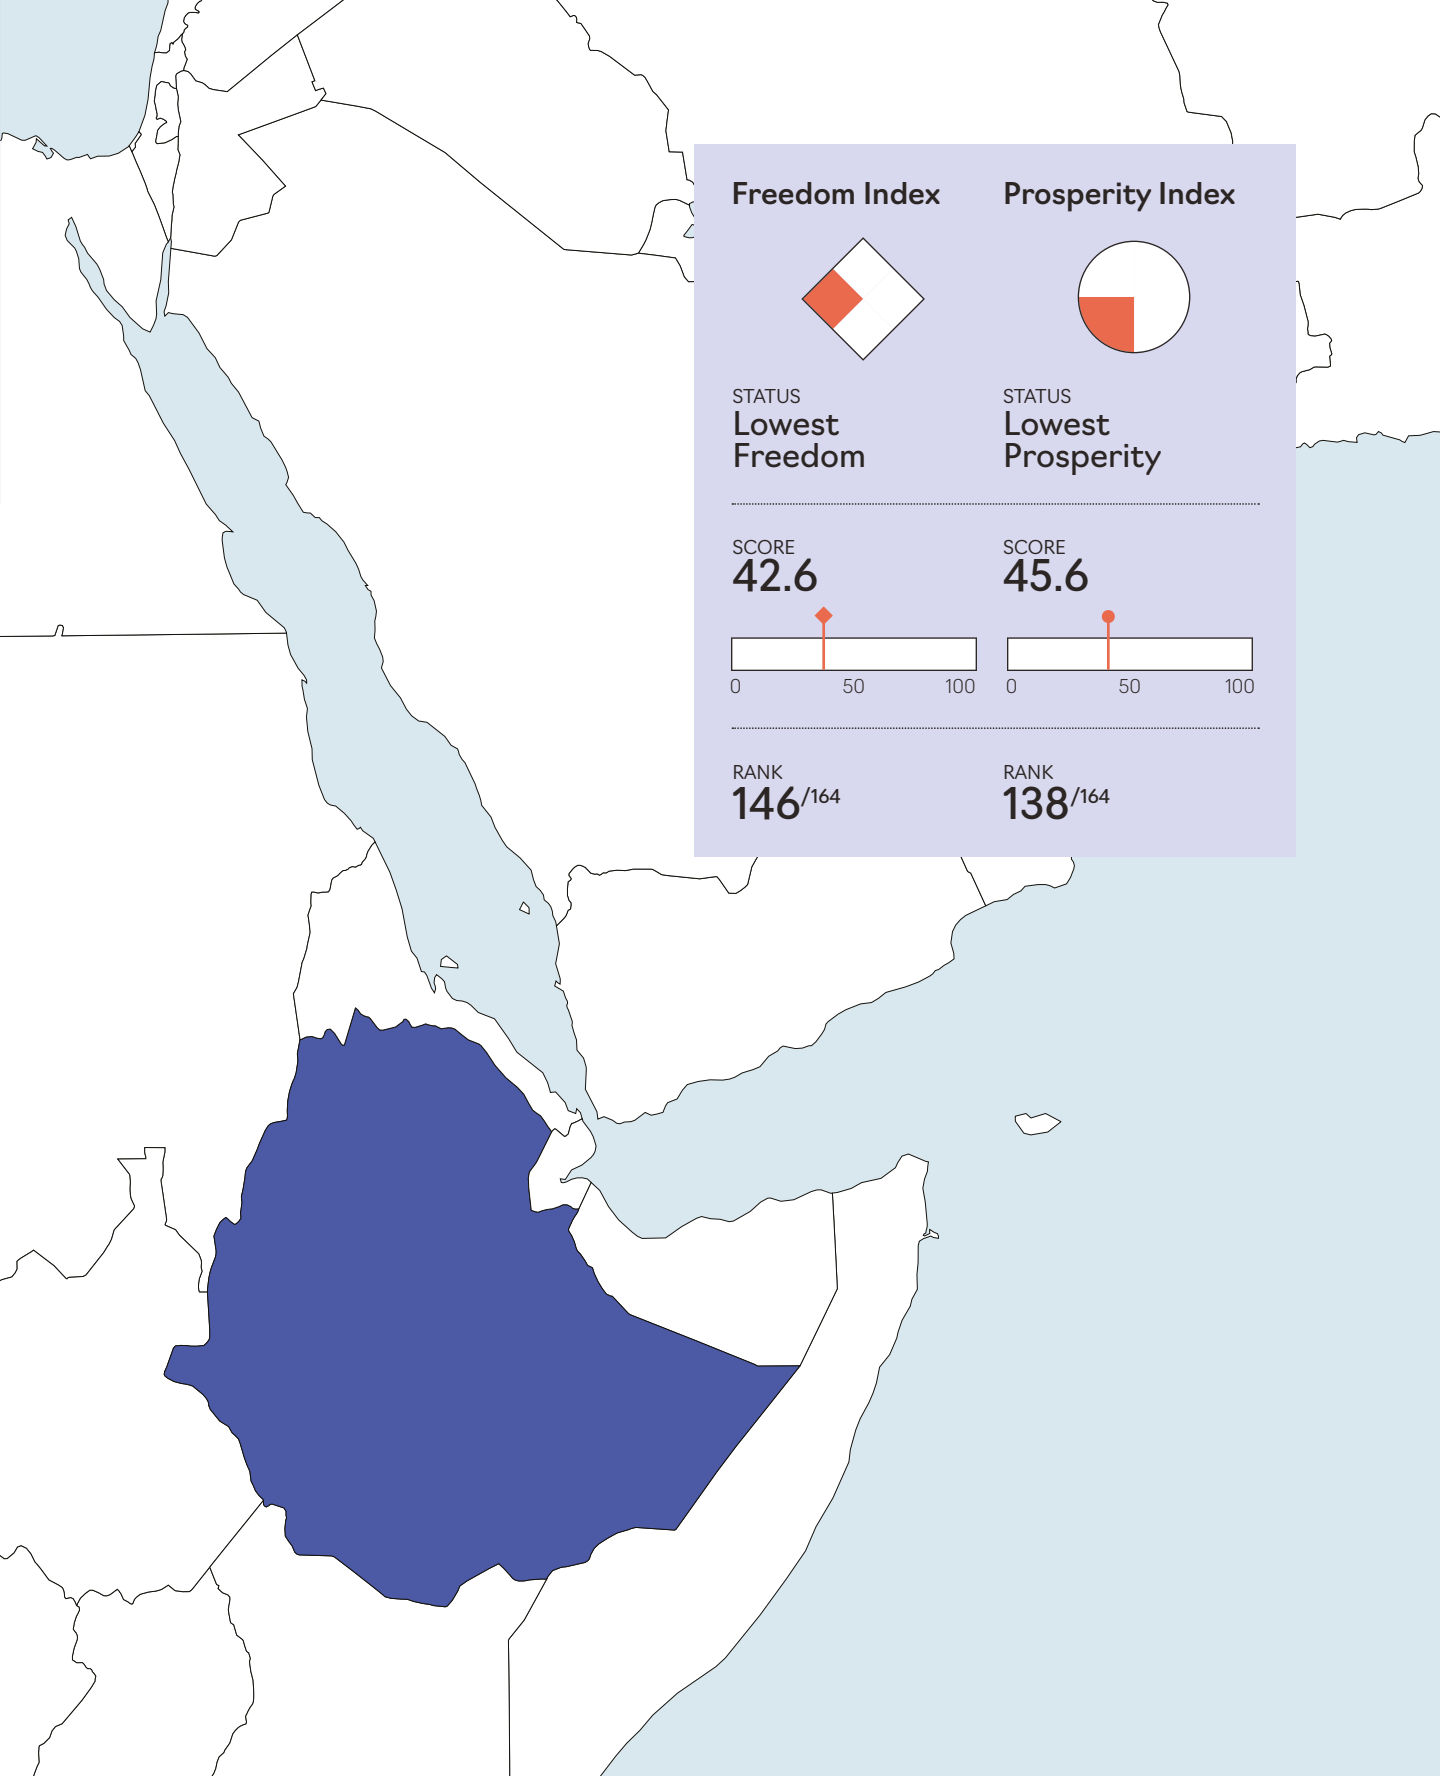 Freedom Index
Prosperity Index
STATUS
Lowest
Freedom
STATUS
Lowest
Prosperity
SCORE
42.6
SCORE
45.6
0 50 100
0 50 100
RANK
146/164
RANK
138/164